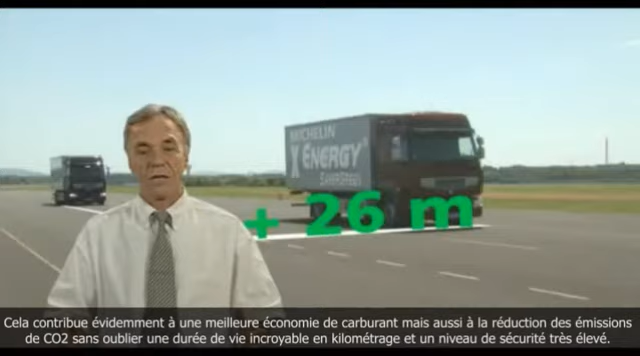 MICHELIN
X ENERGY
SAVERGREEN
+ 26 m
Cela contribue évidemment à une meilleure économie de carburant mais aussi à la réduction des émissions
de CO2 sans oublier une durée de vie incroyable en kilométrage et un niveau de sécurité très élevé.